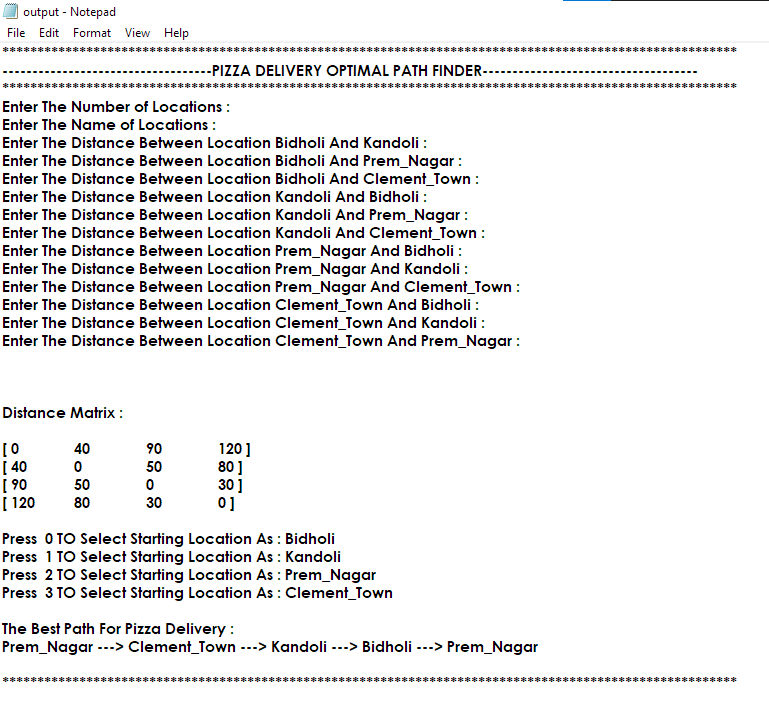 output - Notepad
File Edit Format View Help
****************************************************************************************************
-----------------------------------PIZZA DELIVERY OPTIMAL PATH FINDER------------------------------------
****************************************************************************************************
Enter The Number of Locations :
Enter The Name of Locations :
Enter The Distance Between Location Bidholi And Kandoli :
Enter The Distance Between Location Bidholi And Prem_Nagar :
Enter The Distance Between Location Bidholi And Clement_Town :
Enter The Distance Between Location Kandoli And Bidholi :
Enter The Distance Between Location Kandoli And Prem_Nagar :
Enter The Distance Between Location Kandoli And Clement_Town :
Enter The Distance Between Location Prem_Nagar And Bidholi :
Enter The Distance Between Location Prem_Nagar And Kandoli :
Enter The Distance Between Location Prem_Nagar And Clement_Town :
Enter The Distance Between Location Clement_Town And Bidholi :
Enter The Distance Between Location Clement_Town And Kandoli :
Enter The Distance Between Location Clement_Town And Prem_Nagar :
Distance Matrix :
[ 0 40 90 120 ]
[ 40 0 50 80 ]
[ 90 50 0 30 ]
[ 120 80 30 0 ]
Press 0 TO Select Starting Location As : Bidholi
Press 1 TO Select Starting Location As : Kandoli
Press 2 TO Select Starting Location As : Prem_Nagar
Press 3 TO Select Starting Location As : Clement_Town
The Best Path For Pizza Delivery :
Prem_Nagar ---> Clement_Town ---> Kandoli ---> Bidholi ---> Prem_Nagar
****************************************************************************************************